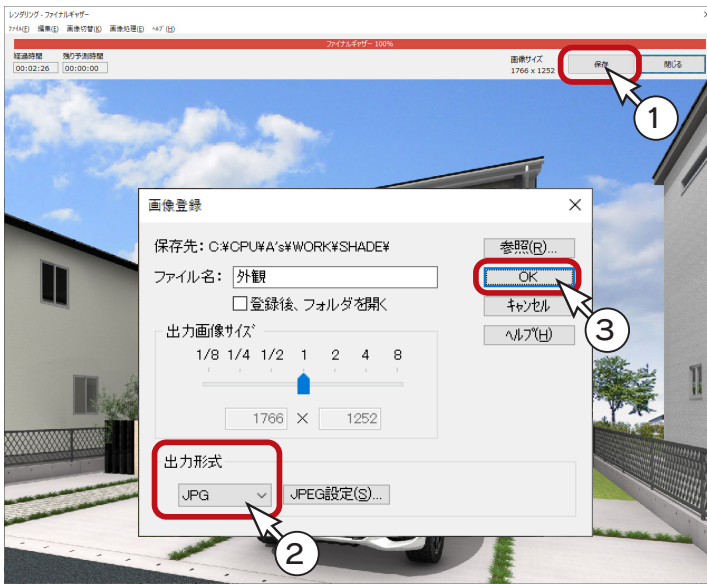 レンダリング - ファイナルギャザー
ファイル(F) 編集(E) 画像切替(K) 画像処理(E) ヘルプ(H)
ファイナルギャザー 100%
経過時間 残り予測時間
00:02:26 00:00:00
画像サイズ
1766 x 1252
保存 閉じる
1
画像登録
保存先: C:¥CPU¥A's¥WORK¥SHADE¥ 参照(R)...
ファイル名: 外観 OK
登録後、フォルダを開く キャンセル
3
出力画像サイズ ヘルプ(H)
1/8 1/4 1/2 1 2 4 8
1766 × 1252
出力形式
JPG JPEG設定(S)...
2